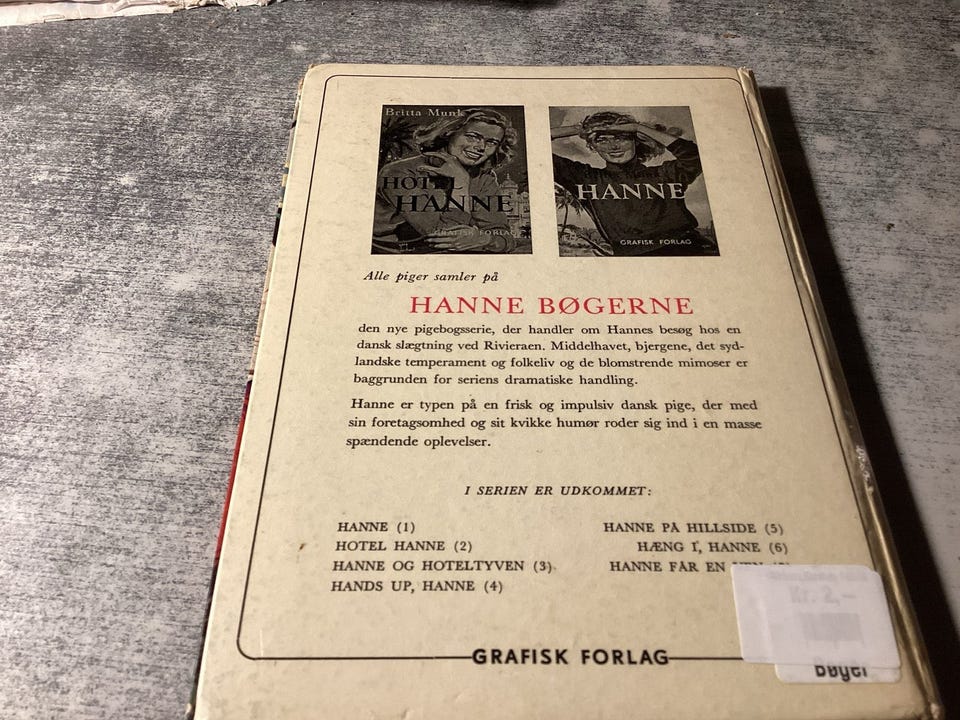 Britta Munk
HOTEL
HANNE
GRAFISK FORLAG
HANNE
GRAFISK FORLAG
Alle piger samler på
HANNE BØGERNE
den nye pigebogsserie, der handler om Hannes besøg hos en
dansk slægtning ved Rivieraen. Middelhavet, bjergene, det syd-
landske temperament og folkeliv og de blomstrende mimoser er
baggrunden for seriens dramatiske handling.
Hanne er typen på en frisk og impulsiv dansk pige, der med
sin foretagsomhed og sit kvikke humør roder sig ind i en masse
spændende oplevelser.
I SERIEN ER UDKOMMET:
HANNE (1)
HOTEL HANNE (2)
HANNE OG HOTELTYVEN (3)
HANDS UP, HANNE (4)
HANNE PÅ HILLSIDE (5)
HÆNG I, HANNE (6)
HANNE FÅR EN
GRAFISK FORLAG
Kr. 2,-
Bøger